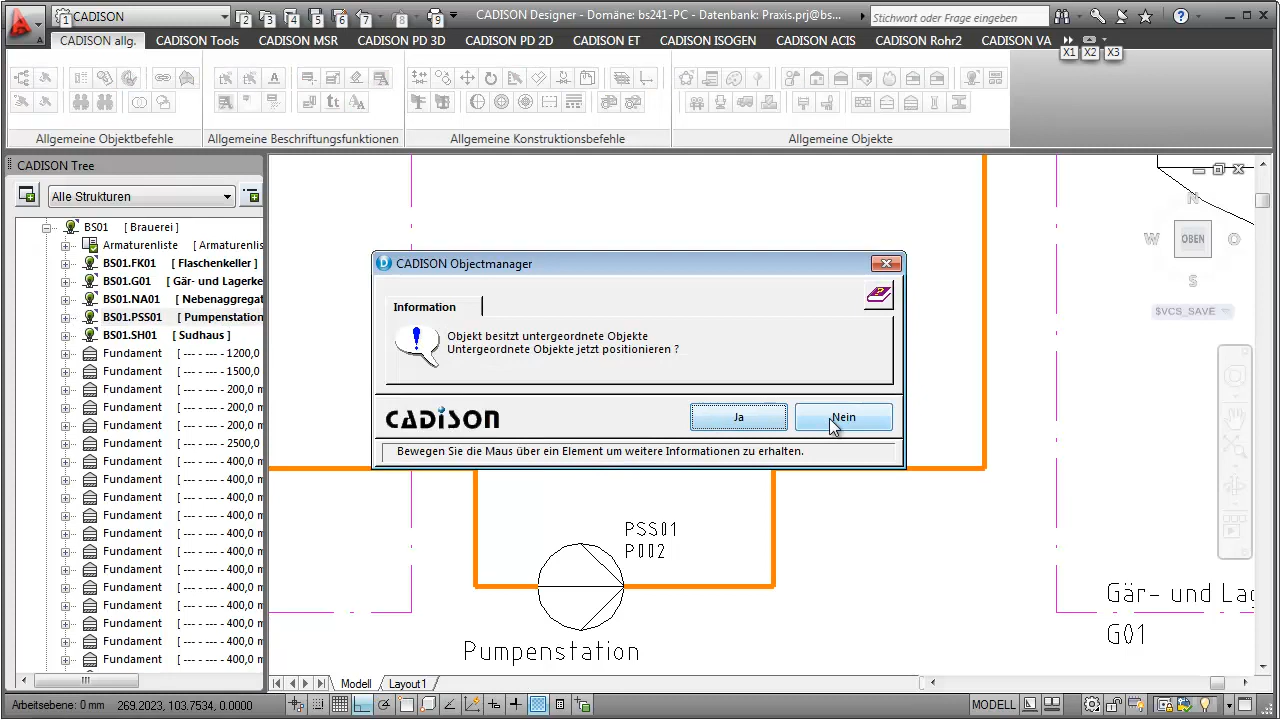 CADISON
1 2 3 4 5 6 7 8 9
CADISON Designer - Domäne: bs241-PC - Datenbank: Praxis.prj@bs...
Stichwort oder Frage eingeben
CADISON allg. CADISON Tools CADISON MSR CADISON PD 3D CADISON PD 2D CADISON ET CADISON ISOGEN CADISON ACIS CADISON Rohr2 CADISON VA
X1 X2 X3
Allgemeine Objektbefehle Allgemeine Beschriftungsfunktionen Allgemeine Konstruktionsbefehle Allgemeine Objekte
CADISON Tree
Alle Strukturen
BS01 [ Brauerei ]
Armaturenliste [ Armaturenlis
BS01.FK01 [ Flaschenkeller ]
BS01.G01 [ Gär- und Lagerke
BS01.NA01 [ Nebenaggregat
BS01.PSS01 [ Pumpenstation
BS01.SH01 [ Sudhaus ]
Fundament [ --- - --- - 1200,0
Fundament [ --- - --- - 1500,0
Fundament [ --- - --- - 200,0 m
Fundament [ --- - --- - 200,0 m
Fundament [ --- - --- - 200,0 m
Fundament [ --- - --- - 2500,0
Fundament [ --- - --- - 400,0 m
Fundament [ --- - --- - 400,0 m
Fundament [ --- - --- - 400,0 m
Fundament [ --- - --- - 400,0 m
Fundament [ --- - --- - 400,0 m
Fundament [ --- - --- - 400,0 m
Fundament [ --- - --- - 400,0 m
Fundament [ --- - --- - 400,0 m
Fundament [ --- - --- - 400,0 m
Fundament [ --- - --- - 400,0 m
Fundament [ --- - --- - 400,0 m
Fundament [ --- - --- - 400,0 m
N
W OBEN O
S
$VCS_SAVE
CADISON Objectmanager
Information
Objekt besitzt untergeordnete Objekte
Untergeordnete Objekte jetzt positionieren ?
CADISON
Ja Nein
Bewegen Sie die Maus über ein Element um weitere Informationen zu erhalten.
PSS01
P002
Pumpenstation
Gär- und Lag
G01
Modell Layout1
Arbeitsebene: 0 mm 269.2023, 103.7534, 0.0000
MODELL